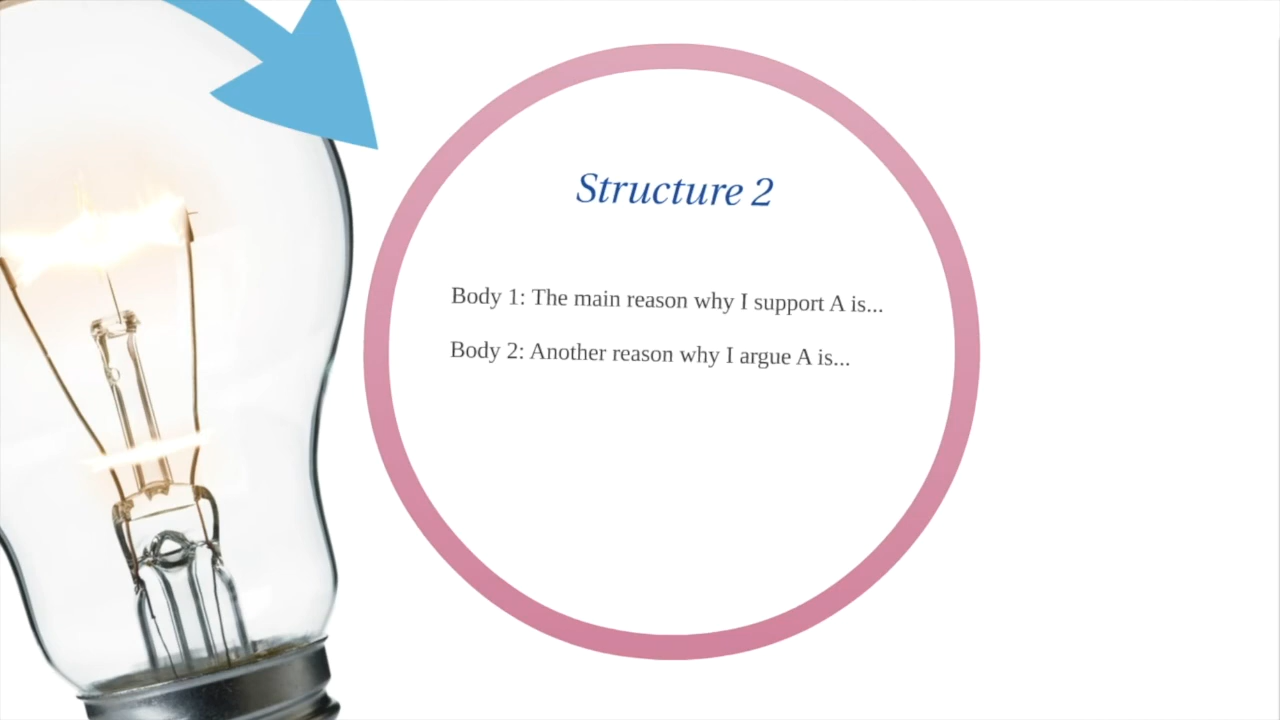 Structure 2
Body 1: The main reason why I support A is...
Body 2: Another reason why I argue A is...